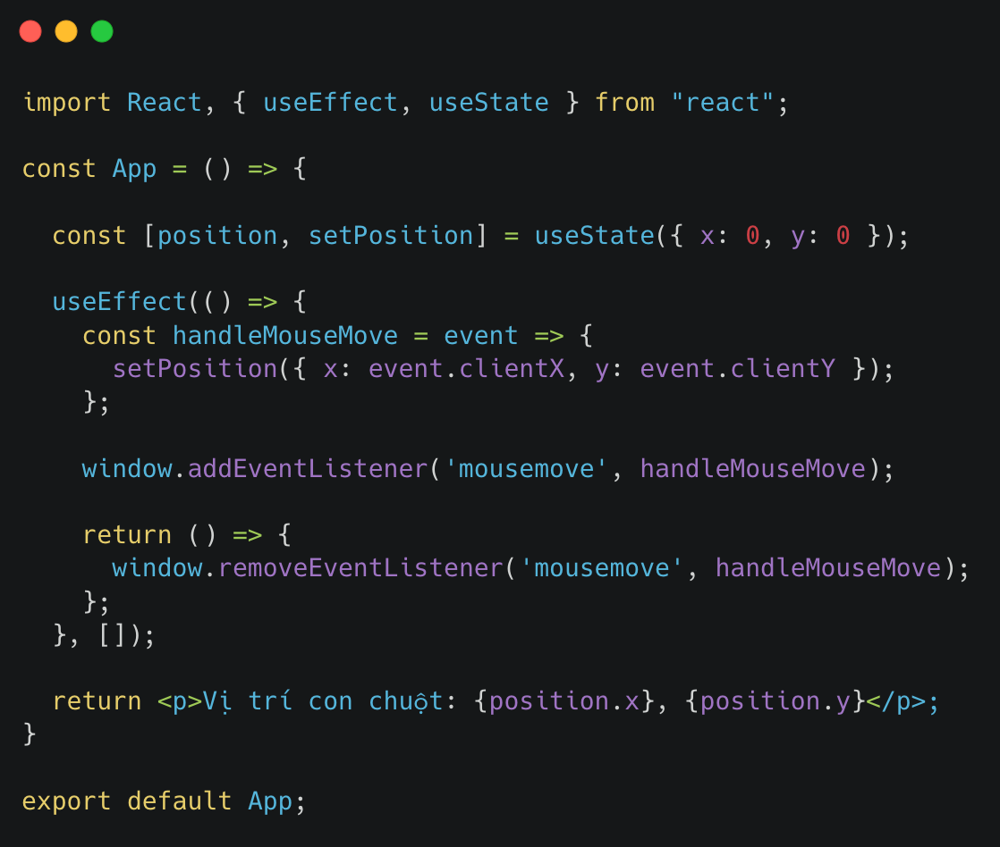 import React, { useEffect, useState } from "react";
const App = () => {
  const [position, setPosition] = useState({ x: 0, y: 0 });
  useEffect(() => {
    const handleMouseMove = event => {
      setPosition({ x: event.clientX, y: event.clientY });
    };
    window.addEventListener('mousemove', handleMouseMove);
    return () => {
      window.removeEventListener('mousemove', handleMouseMove);
    };
  }, []);
  return <p>Vị trí con chuột: {position.x}, {position.y}</p>;
}
export default App;